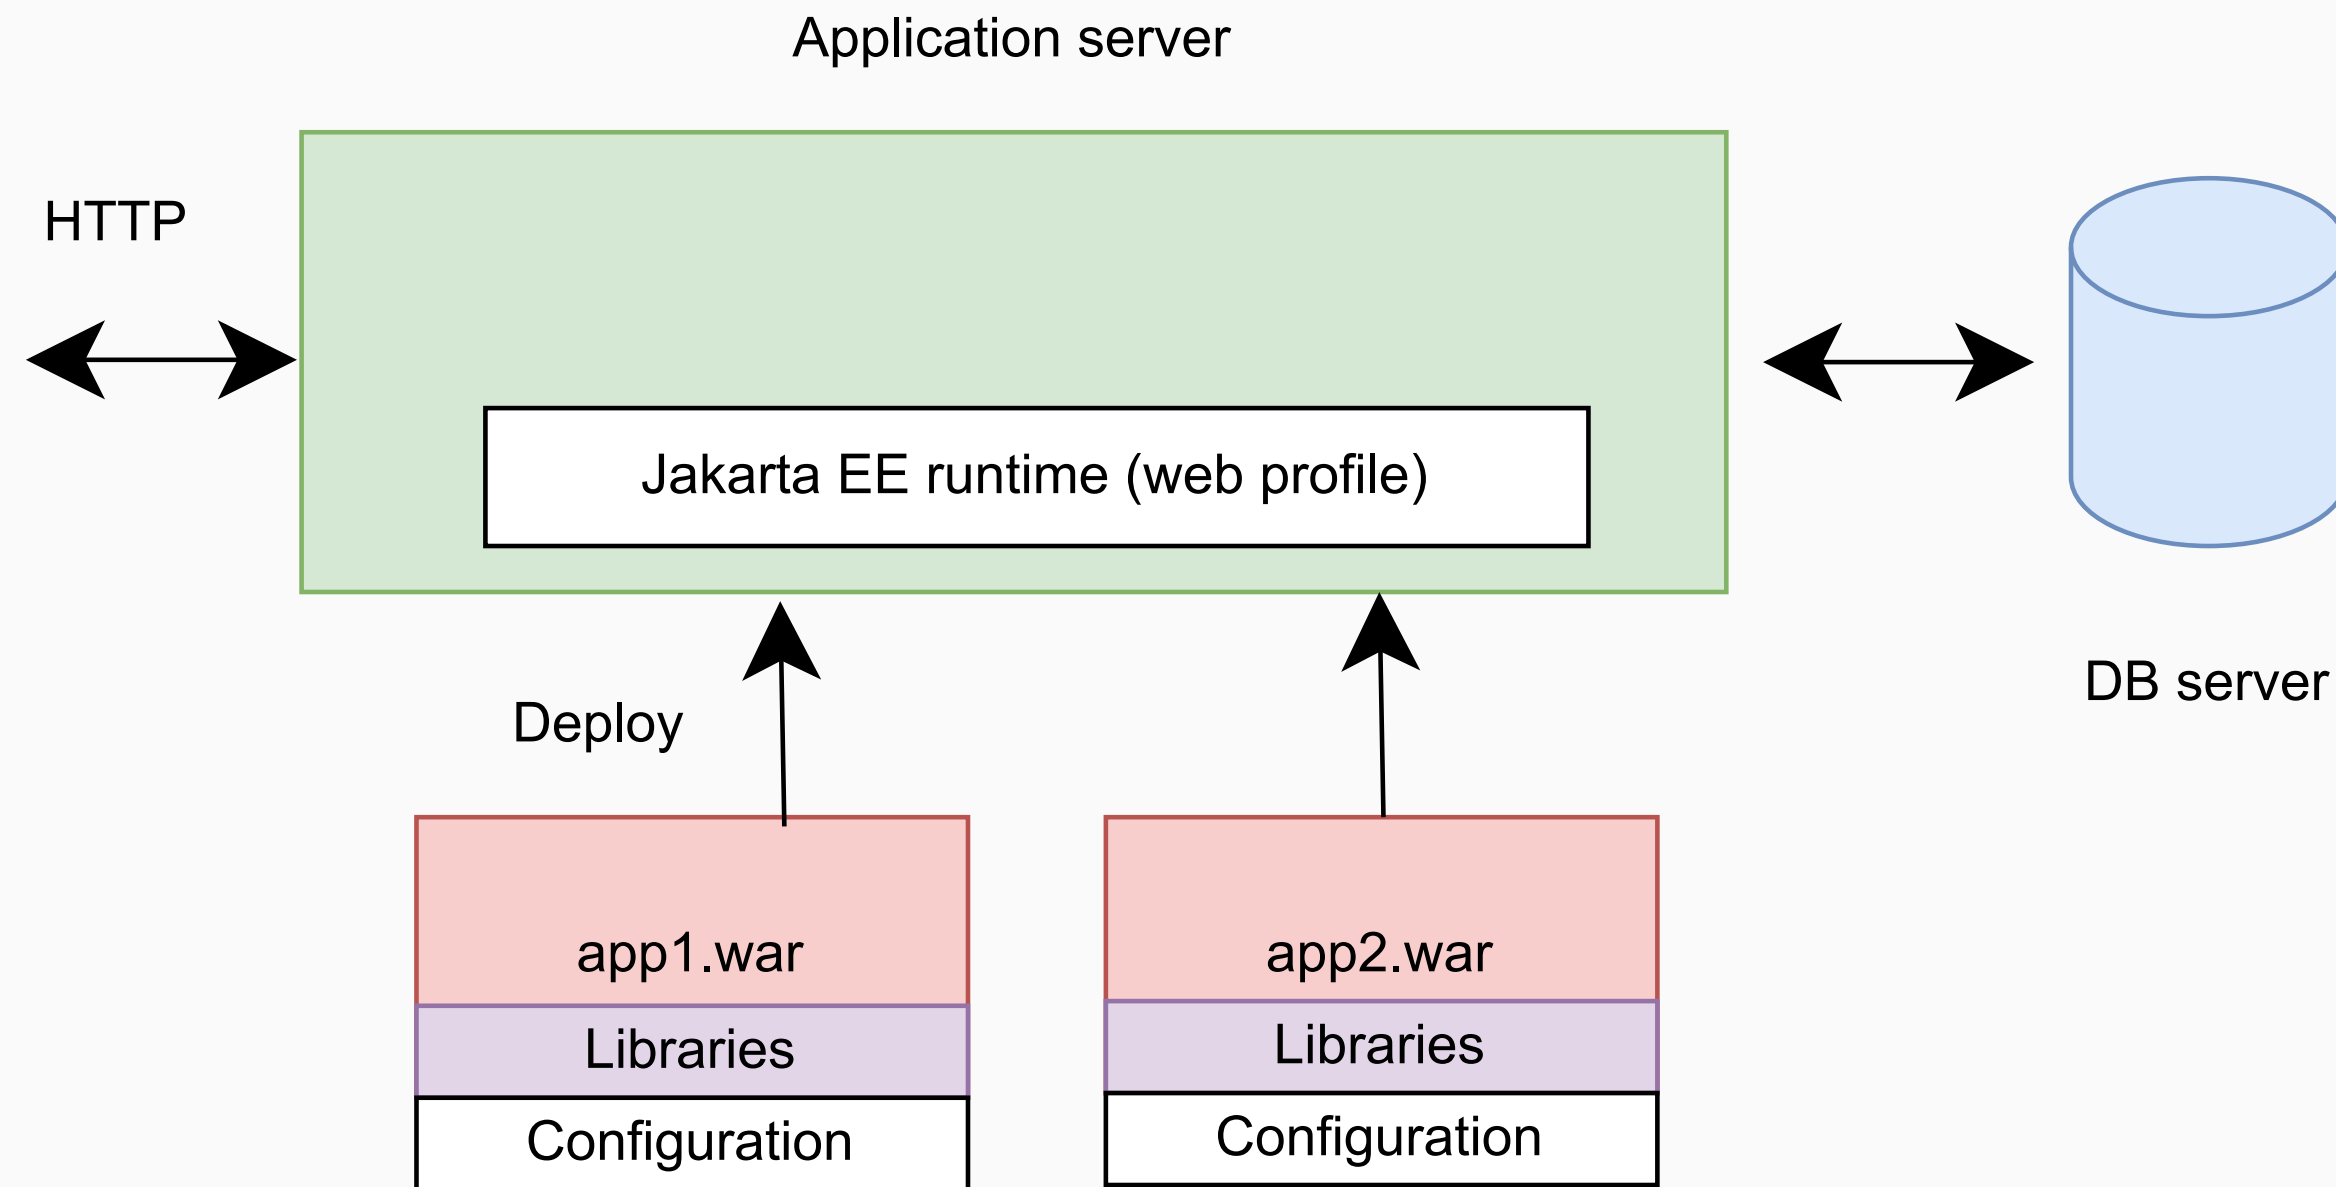 Application server
HTTP
Jakarta EE runtime (web profile)
DB server
Deploy
app1.war
Libraries
Configuration
app2.war
Libraries
Configuration